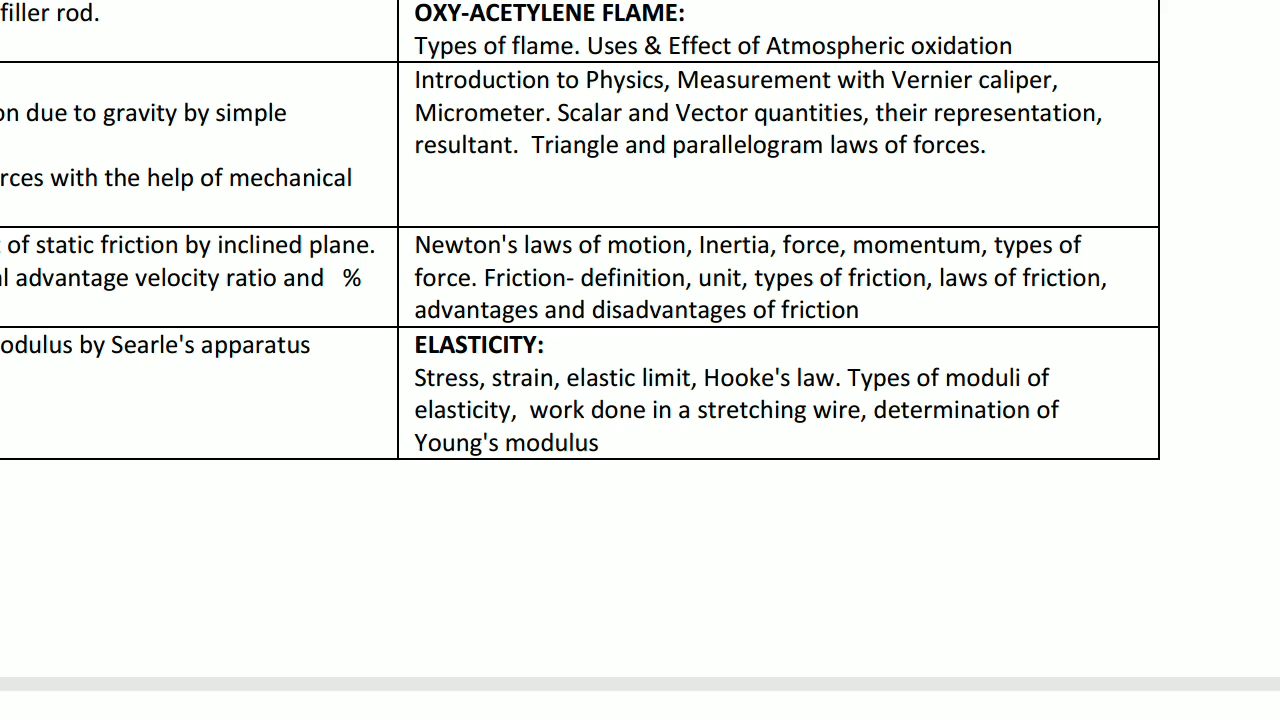 filler rod.
OXY-ACETYLENE FLAME:
Types of flame. Uses & Effect of Atmospheric oxidation
due to gravity by simple
with the help of mechanical
Introduction to Physics, Measurement with Vernier caliper,
Micrometer. Scalar and Vector quantities, their representation,
resultant.  Triangle and parallelogram laws of forces.
of static friction by inclined plane.
advantage velocity ratio and   %
Newton's laws of motion, Inertia, force, momentum, types of
force. Friction- definition, unit, types of friction, laws of friction,
advantages and disadvantages of friction
by Searle's apparatus
ELASTICITY:
Stress, strain, elastic limit, Hooke's law. Types of moduli of
elasticity,  work done in a stretching wire, determination of
Young's modulus